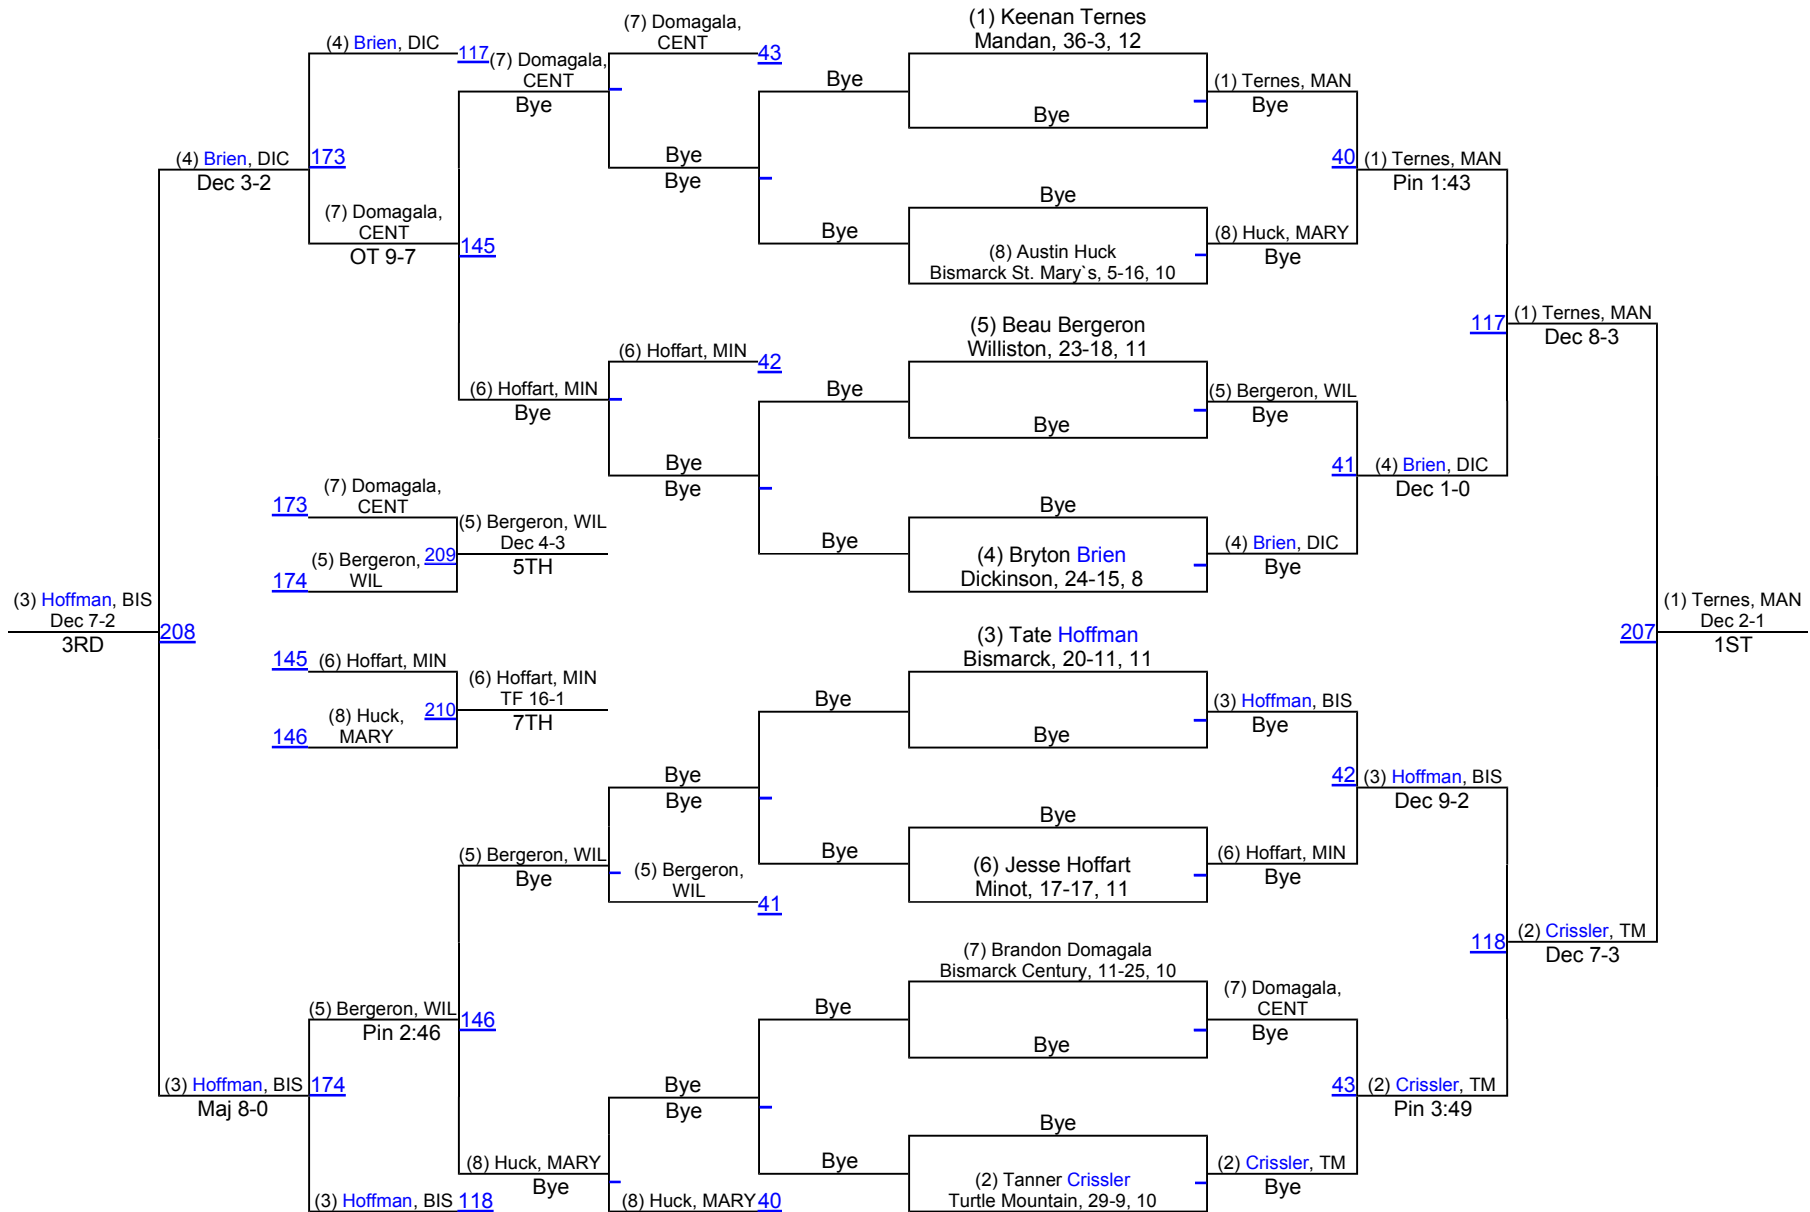 (1) Keenan Ternes
Mandan, 36-3, 12
(7) Domagala,
CENT
43
(4) Brien, DIC
117
(7) Domagala,
CENT
Bye
Bye
(1) Ternes, MAN
Bye
Bye
(4) Brien, DIC
Dec 3-2
173
Bye
Bye
40
(1) Ternes, MAN
Pin 1:43
(7) Domagala,
CENT
OT 9-7
145
Bye
Bye
(8) Austin Huck
Bismarck St. Mary`s, 5-16, 10
(8) Huck, MARY
Bye
117
(1) Ternes, MAN
Dec 8-3
(5) Beau Bergeron
Williston, 23-18, 11
(6) Hoffart, MIN
42
(6) Hoffart, MIN
Bye
Bye
(5) Bergeron, WIL
Bye
Bye
Bye
Bye
41
(4) Brien, DIC
Dec 1-0
173
(7) Domagala,
CENT
(5) Bergeron, WIL
Dec 4-3
5TH
209
(5) Bergeron,
WIL
174
Bye
Bye
(4) Bryton Brien
Dickinson, 24-15, 8
(4) Brien, DIC
Bye
(3) Hoffman, BIS
Dec 7-2
3RD
208
207
(1) Ternes, MAN
Dec 2-1
1ST
(3) Tate Hoffman
Bismarck, 20-11, 11
145
(6) Hoffart, MIN
(6) Hoffart, MIN
TF 16-1
7TH
210
(8) Huck,
MARY
146
Bye
(3) Hoffman, BIS
Bye
Bye
Bye
Bye
42
(3) Hoffman, BIS
Dec 9-2
Bye
(5) Bergeron, WIL
Bye
(5) Bergeron,
WIL
41
Bye
(6) Jesse Hoffart
Minot, 17-17, 11
(6) Hoffart, MIN
Bye
118
(2) Crissler, TM
Dec 7-3
(7) Brandon Domagala
Bismarck Century, 11-25, 10
(5) Bergeron, WIL
Pin 2:46
146
Bye
(7) Domagala,
CENT
Bye
Bye
(3) Hoffman, BIS
Maj 8-0
174
Bye
Bye
43
(2) Crissler, TM
Pin 3:49
Bye
(8) Huck, MARY
Bye
Bye
(2) Tanner Crissler
Turtle Mountain, 29-9, 10
(2) Crissler, TM
Bye
(3) Hoffman, BIS
118
(8) Huck, MARY
40